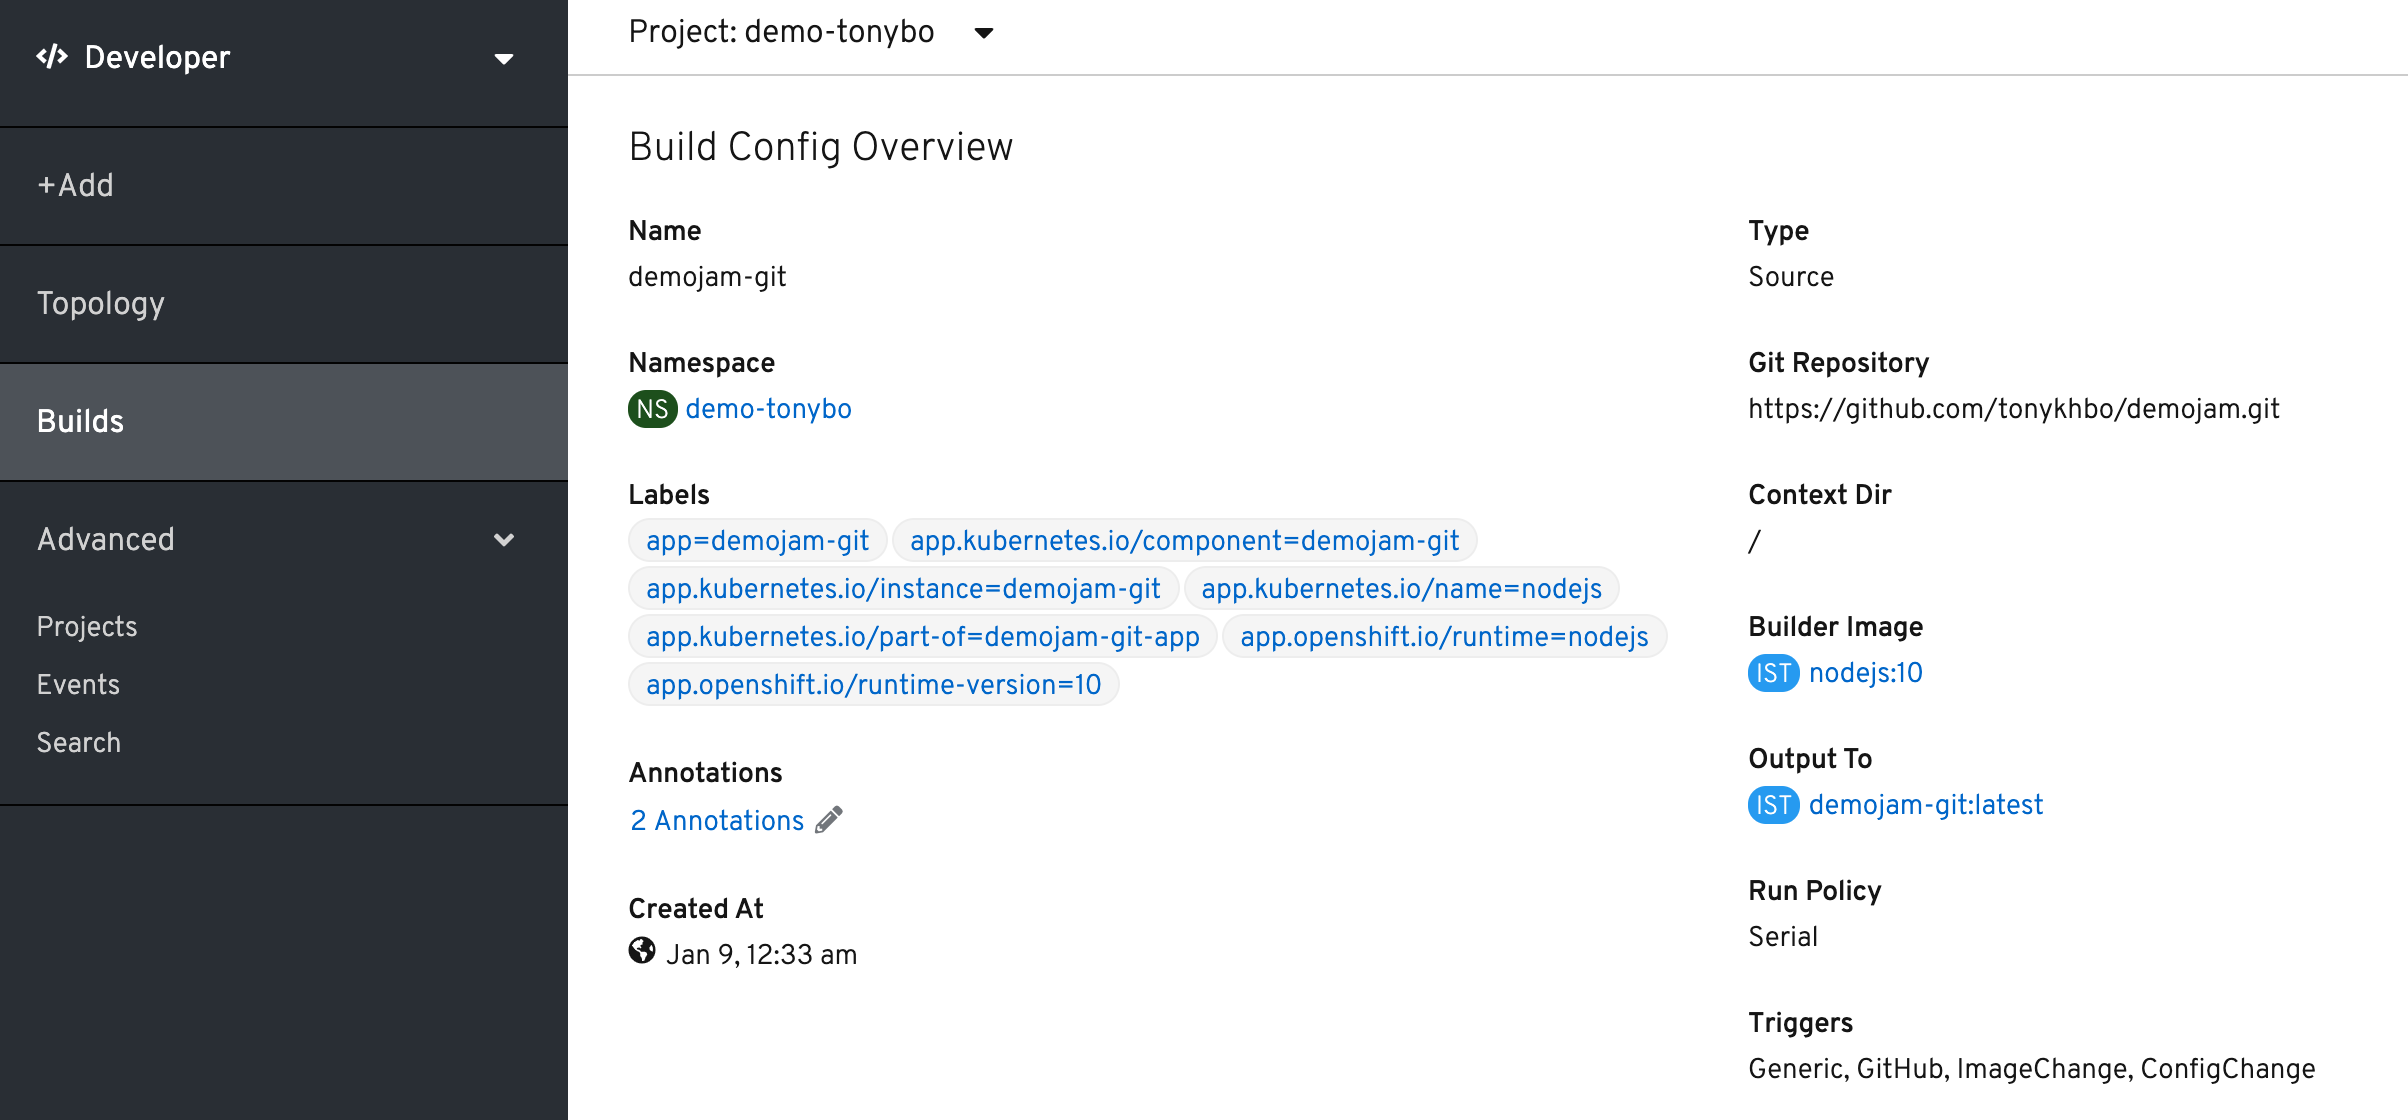 </> Developer
+Add
Topology
Builds
Advanced
Projects
Events
Search
Project: demo-tonybo
Build Config Overview
Name
demojam-git
Namespace
NS demo-tonybo
Labels
app=demojam-git app.kubernetes.io/component=demojam-git
app.kubernetes.io/instance=demojam-git app.kubernetes.io/name=nodejs
app.kubernetes.io/part-of=demojam-git-app app.openshift.io/runtime=nodejs
app.openshift.io/runtime-version=10
Annotations
2 Annotations
Created At
Jan 9, 12:33 am
Type
Source
Git Repository
https://github.com/tonykhbo/demojam.git
Context Dir
/
Builder Image
IST nodejs:10
Output To
IST demojam-git:latest
Run Policy
Serial
Triggers
Generic, GitHub, ImageChange, ConfigChange